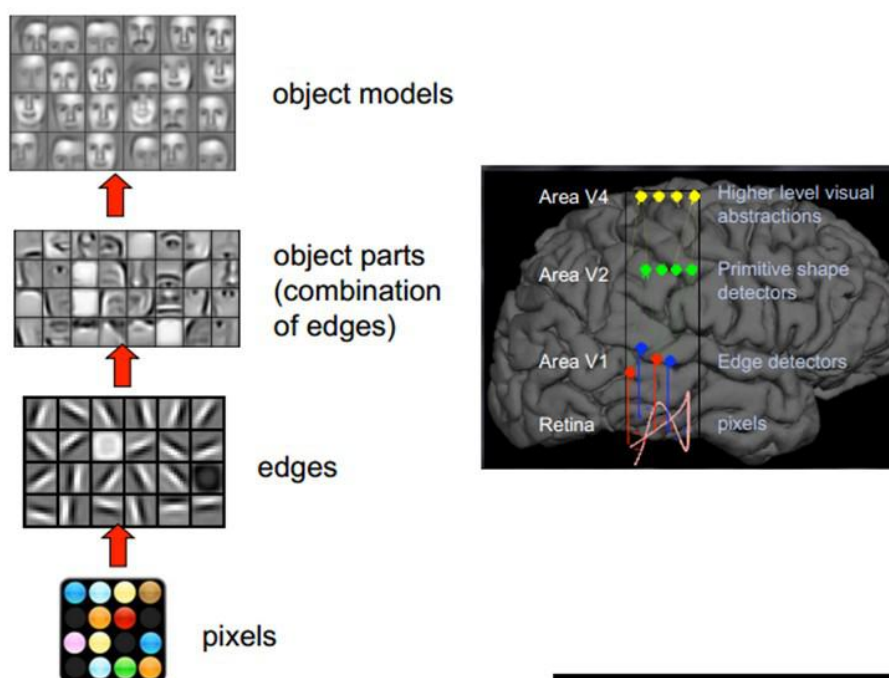 object models
object parts
(combination
of edges)
edges
pixels
Area V4
Higher level visual
abstractions
Area V2
Primitive shape
detectors
Area V1
Edge detectors
Retina
pixels